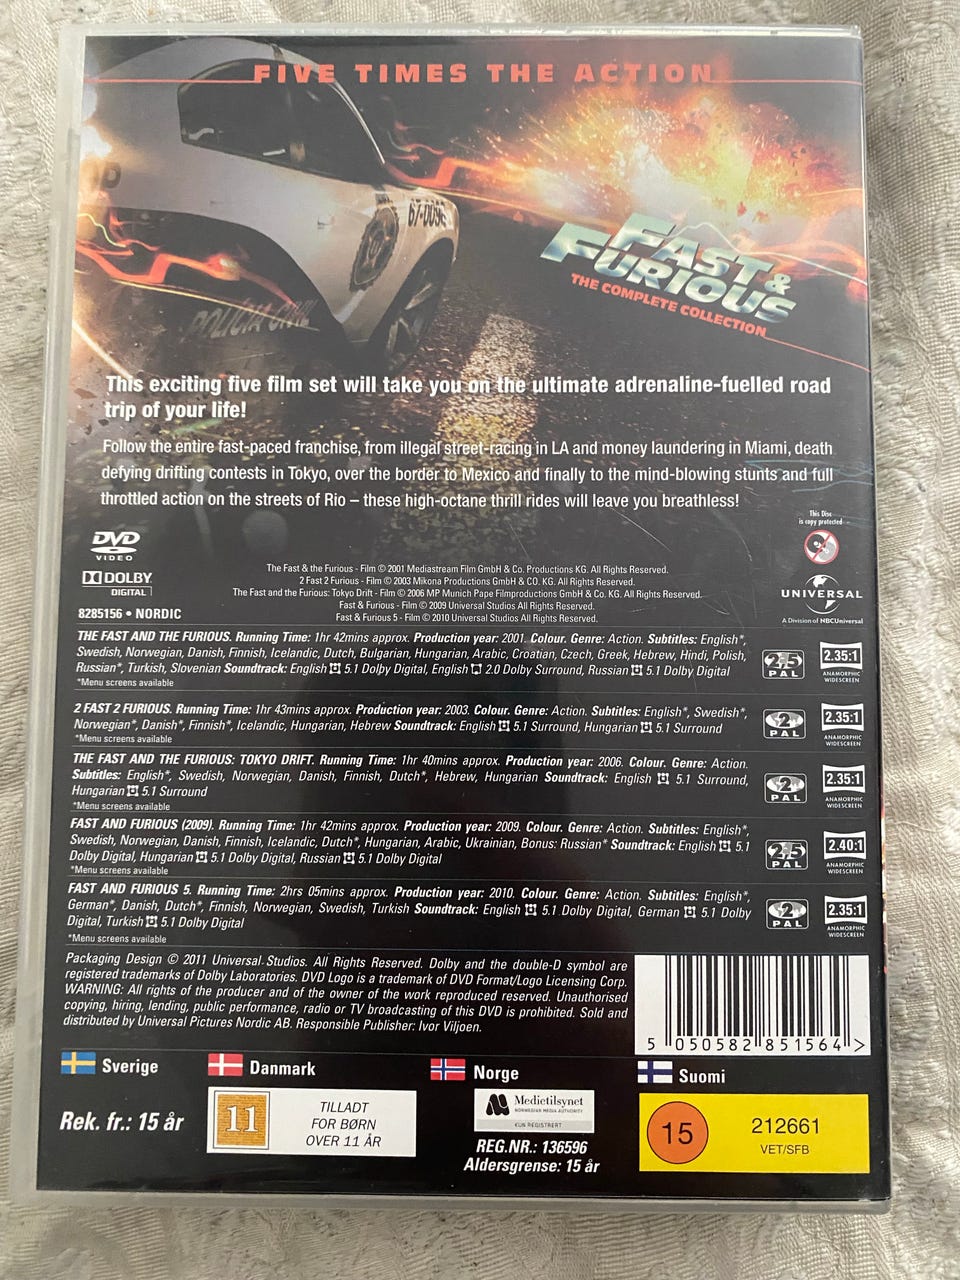 FIVE TIMES THE ACTION
67-0096
POLÍCIA CIVIL
FAST &
FURIOUS
THE COMPLETE COLLECTION
This exciting five film set will take you on the ultimate adrenaline-fuelled road
trip of your life!
Follow the entire fast-paced franchise, from illegal street-racing in LA and money laundering in Miami, death
defying drifting contests in Tokyo, over the border to Mexico and finally to the mind-blowing stunts and full
throttled action on the streets of Rio – these high-octane thrill rides will leave you breathless!
This Disc
is copy protected
DVD
VIDEO
DOLBY
DIGITAL
8285156 • NORDIC
The Fast & the Furious - Film © 2001 Mediastream Film GmbH & Co. Productions KG. All Rights Reserved.
2 Fast 2 Furious - Film © 2003 Mikona Productions GmbH & CO. KG. All Rights Reserved.
The Fast and the Furious: Tokyo Drift - Film © 2006 MP Munich Pape Filmproductions GmbH & Co. KG. All Rights Reserved.
Fast & Furious - Film © 2009 Universal Studios All Rights Reserved.
Fast & Furious 5 - Film © 2010 Universal Studios All Rights Reserved.
UNIVERSAL
A Division of NBCUniversal
THE FAST AND THE FURIOUS. Running Time: 1hr 42mins approx. Production year: 2001. Colour. Genre: Action. Subtitles: English*,
Swedish, Norwegian, Danish, Finnish, Icelandic, Dutch, Bulgarian, Hungarian, Arabic, Croatian, Czech, Greek, Hebrew, Hindi, Polish,
Russian*, Turkish, Slovenian Soundtrack: English 5.1 Dolby Digital, English 2.0 Dolby Surround, Russian 5.1 Dolby Digital
*Menu screens available
2.5
PAL
2.35:1
ANAMORPHIC
WIDESCREEN
2 FAST 2 FURIOUS. Running Time: 1hr 43mins approx. Production year: 2003. Colour. Genre: Action. Subtitles: English*, Swedish*,
Norwegian*, Danish*, Finnish*, Icelandic, Hungarian, Hebrew Soundtrack: English 5.1 Surround, Hungarian 5.1 Surround
*Menu screens available
2
PAL
2.35:1
ANAMORPHIC
WIDESCREEN
THE FAST AND THE FURIOUS: TOKYO DRIFT. Running Time: 1hr 40mins approx. Production year: 2006. Colour. Genre: Action.
Subtitles: English*, Swedish, Norwegian, Danish, Finnish, Dutch*, Hebrew, Hungarian Soundtrack: English 5.1 Surround,
Hungarian 5.1 Surround
*Menu screens available
2
PAL
2.35:1
ANAMORPHIC
WIDESCREEN
FAST AND FURIOUS (2009). Running Time: 1hr 42mins approx. Production year: 2009. Colour. Genre: Action. Subtitles: English*,
Swedish, Norwegian, Danish, Finnish, Icelandic, Dutch*, Hungarian, Arabic, Ukrainian, Bonus: Russian* Soundtrack: English 5.1
Dolby Digital, Hungarian 5.1 Dolby Digital, Russian 5.1 Dolby Digital
*Menu screens available
2.5
PAL
2.40:1
ANAMORPHIC
WIDESCREEN
FAST AND FURIOUS 5. Running Time: 2hrs 05mins approx. Production year: 2010. Colour. Genre: Action. Subtitles: English*,
German*, Danish, Dutch*, Finnish, Norwegian, Swedish, Turkish Soundtrack: English 5.1 Dolby Digital, German 5.1 Dolby
Digital, Turkish 5.1 Dolby Digital
*Menu screens available
2
PAL
2.35:1
ANAMORPHIC
WIDESCREEN
Packaging Design © 2011 Universal Studios. All Rights Reserved. Dolby and the double-D symbol are
registered trademarks of Dolby Laboratories. DVD Logo is a trademark of DVD Format/Logo Licensing Corp.
WARNING: All rights of the producer and of the owner of the work reproduced reserved. Unauthorised
copying, hiring, lending, public performance, radio or TV broadcasting of this DVD is prohibited. Sold and
distributed by Universal Pictures Nordic AB. Responsible Publisher: Ivor Viljoen.
5 050582 851564 >
Sverige
Rek. fr.: 15 år
Danmark
11
TILLADT
FOR BØRN
OVER 11 ÅR
Norge
Medietilsynet
NORWEGIAN MEDIA AUTHORITY
KUN REGISTRERT
REG.NR.: 136596
Aldersgrense: 15 år
Suomi
15
212661
VET/SFB